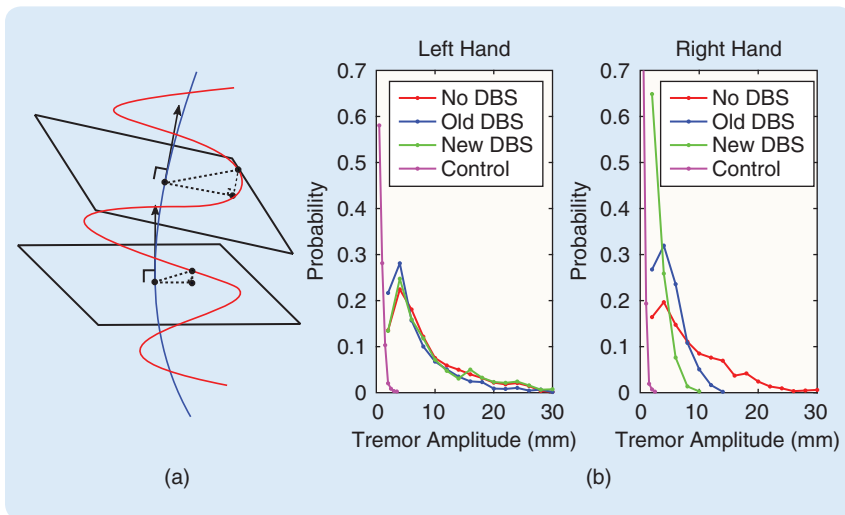 Left Hand
0.7
0.6
0.5
0.4
0.3
0.2
0.1
0
Probability
No DBS
Old DBS
New DBS
Control
0 10 20 30
Tremor Amplitude (mm)
Right Hand
0.7
0.6
0.5
0.4
0.3
0.2
0.1
0
Probability
No DBS
Old DBS
New DBS
Control
0 10 20 30
Tremor Amplitude (mm)
(a)
(b)